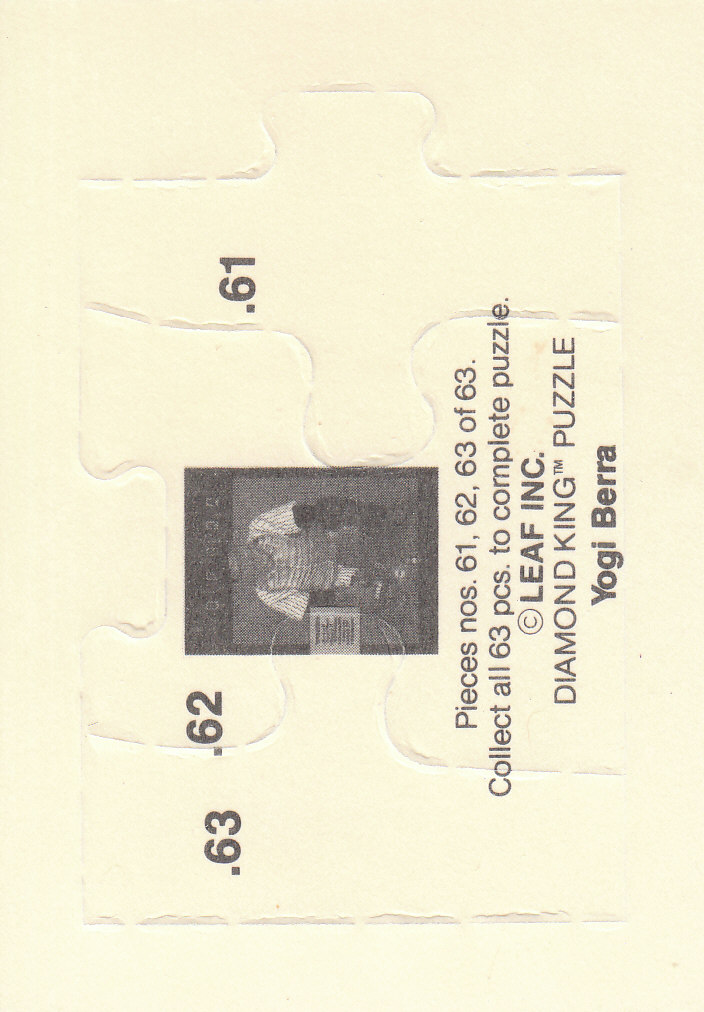 .61
.62
.63
Pieces nos. 61, 62, 63 of 63.
Collect all 63 pcs. to complete puzzle.
© LEAF INC.
DIAMOND KING™ PUZZLE
Yogi Berra